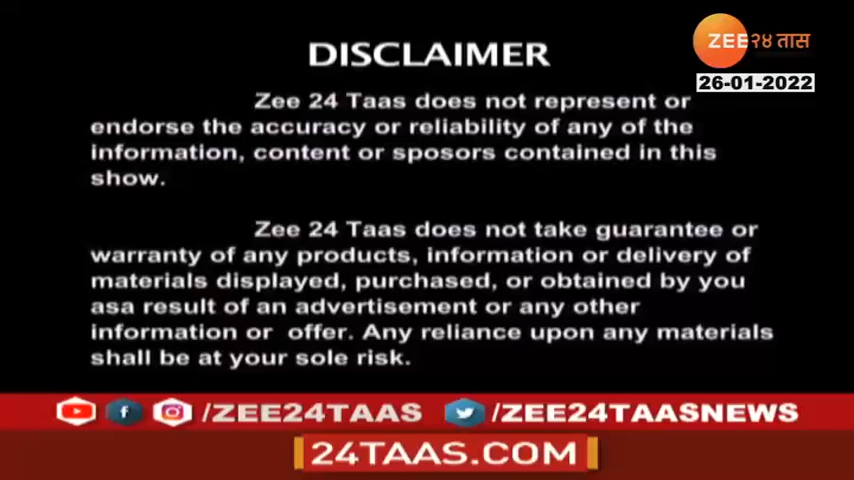 ZEE २४ तास
26-01-2022
DISCLAIMER
Zee 24 Taas does not represent or
endorse the accuracy or reliability of any of the
information, content or sposors contained in this
show.
Zee 24 Taas does not take guarantee or
warranty of any products, information or delivery of
materials displayed, purchased, or obtained by you
asa result of an advertisement or any other
information or offer. Any reliance upon any materials
shall be at your sole risk.
/ZEE24TAAS /ZEE24TAASNEWS
24TAAS.COM